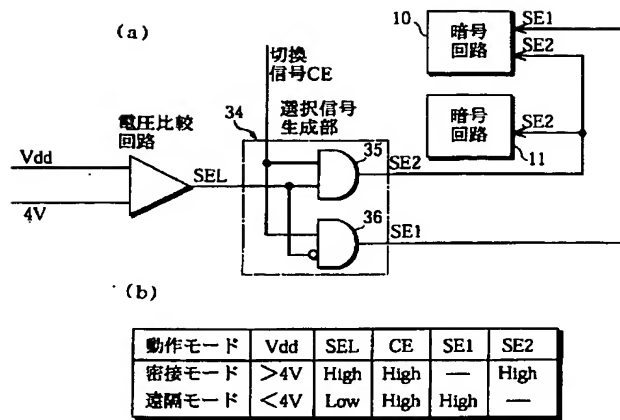 (a)
切換
信号CE
10
暗号
回路
SE1
SE2
34
選択信号
生成部
暗号
回路
SE2
11
電圧比較
回路
Vdd
4V
SEL
35
SE2
36
SE1
(b)
動作モード Vdd SEL CE SE1 SE2
密接モード >4V High High — High
遠隔モード <4V Low High High —